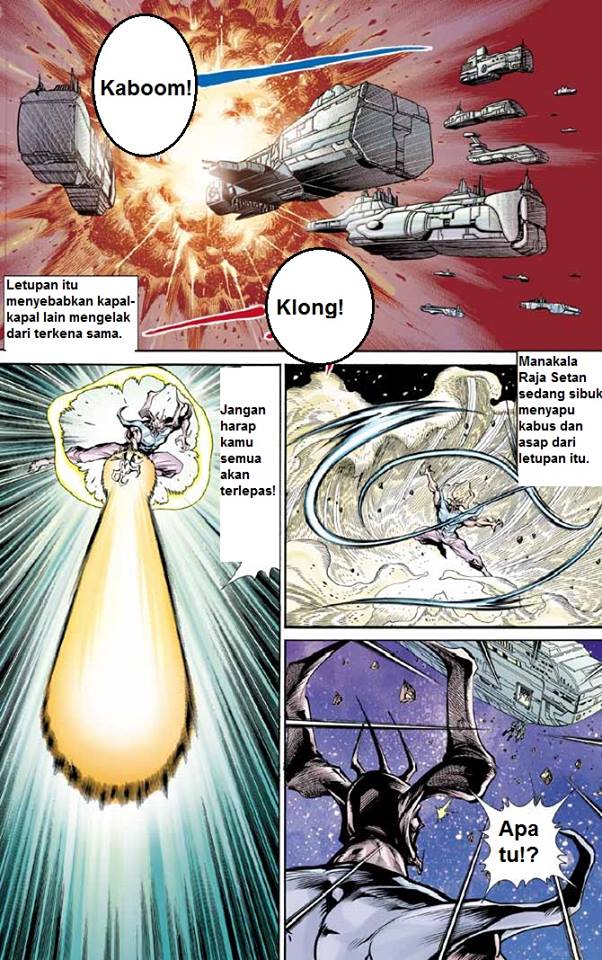 Kaboom!
Letupan itu
menyebabkan kapal-
kapal lain mengelak
dari terkena sama.
Klong!
Manakala
Raja Setan
sedang sibuk
menyapu
kabus dan
asap dari
letupan itu.
Jangan
harap
kamu
semua
akan
terlepas!
Apa
tu!?